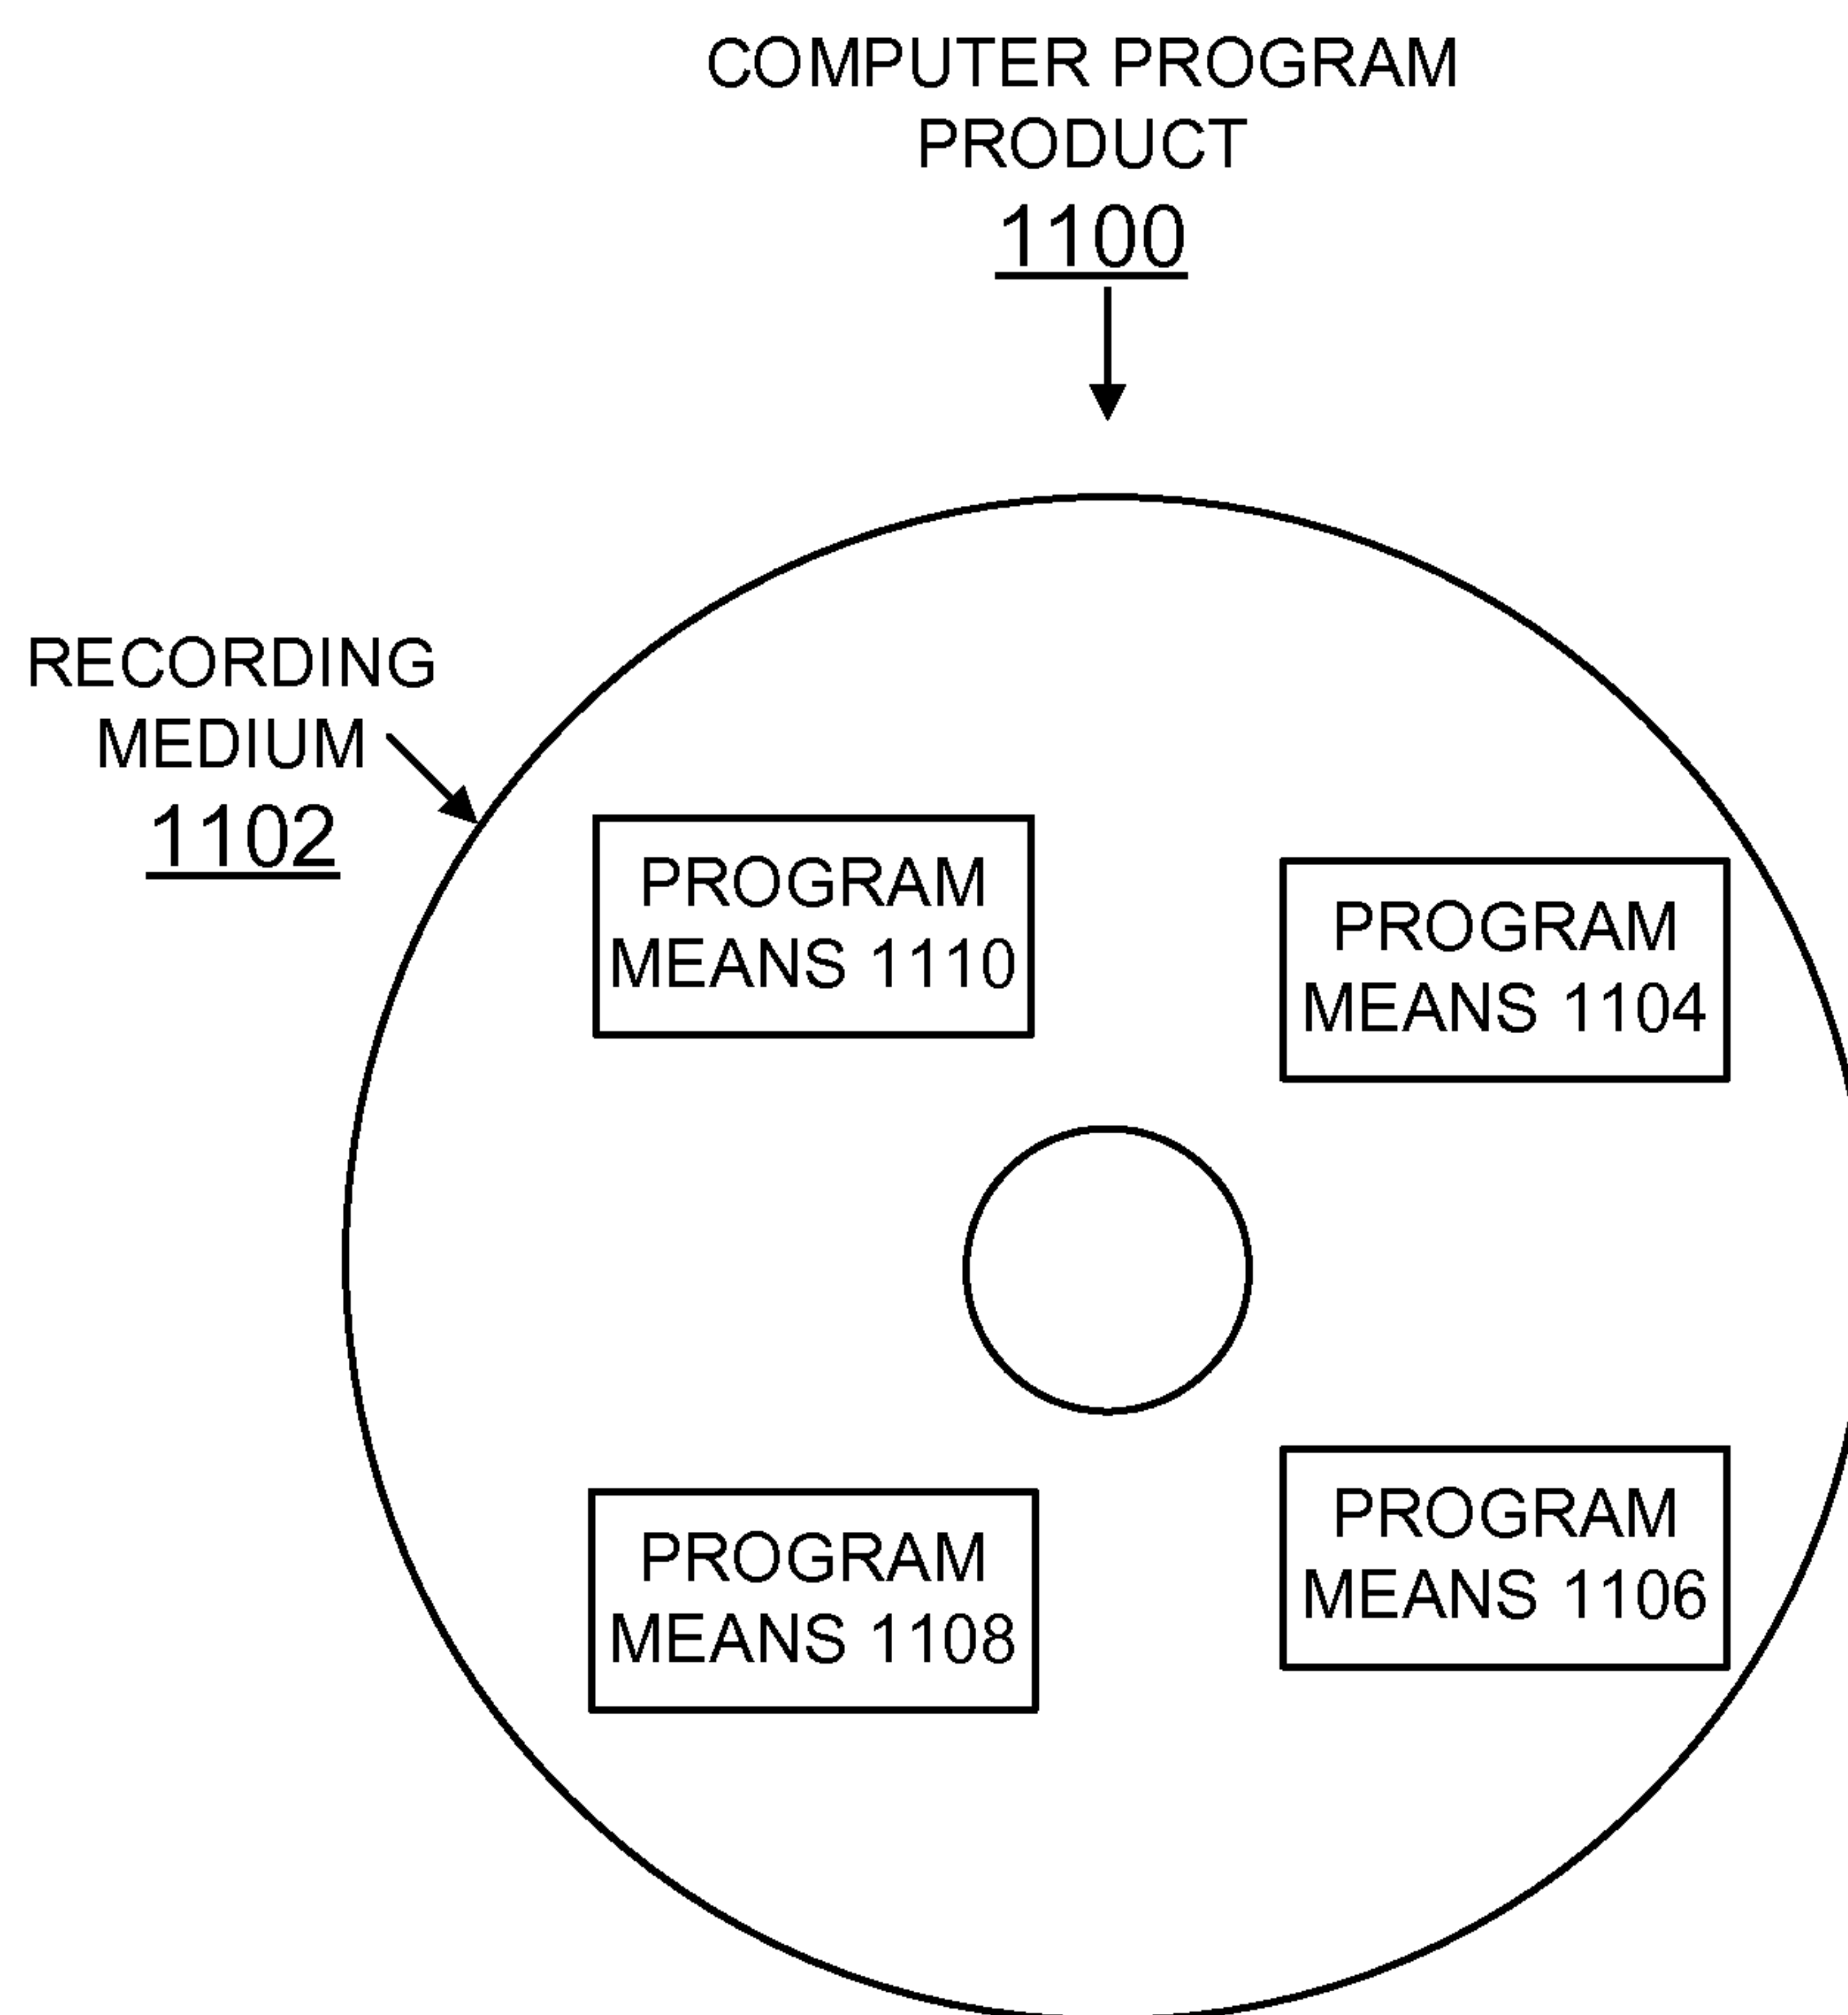 COMPUTER PROGRAM
PRODUCT
1100
RECORDING
MEDIUM
1102
PROGRAM
MEANS 1110
PROGRAM
MEANS 1104
PROGRAM
MEANS 1108
PROGRAM
MEANS 1106